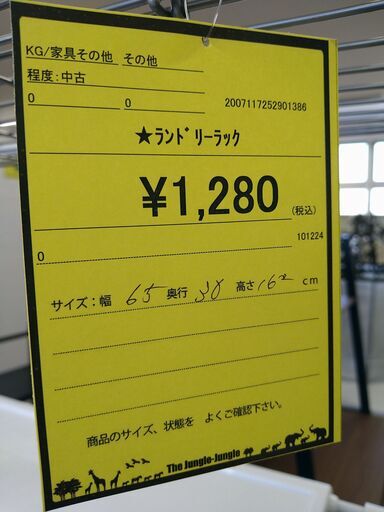 KG/家具その他 その他
程度:中古
0 0 2007117252901386
★ランドリーラック
¥1,280 (税込)
0 101224
サイズ:幅 65 奥行 38 高さ 162 cm
商品のサイズ、状態を よくご確認下さい。
The Jungle-Jungle